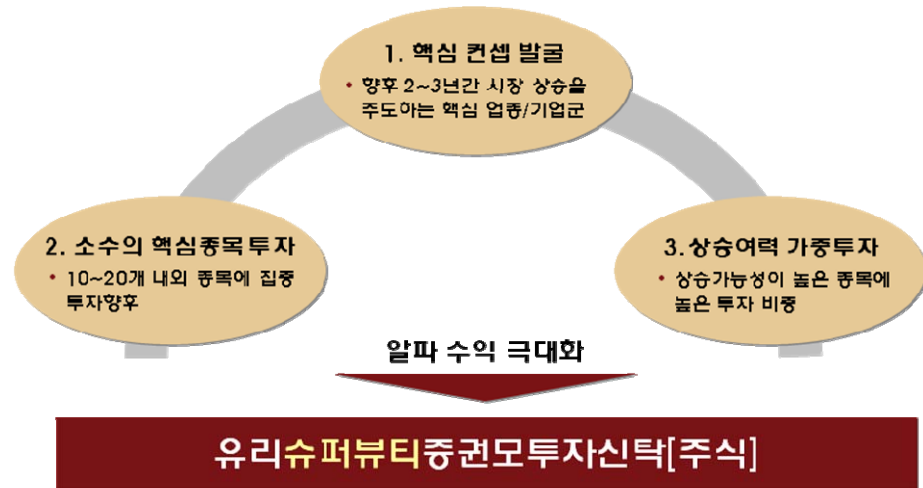 1. 핵심 컨셉 발굴
• 향후 2~3년간 시장 상승을
주도하는 핵심 업종/기업군
2. 소수의 핵심종목 투자
• 10~20개 내외 종목에 집중
투자향후
3. 상승여력 가중투자
• 상승가능성이 높은 종목에
높은 투자 비중
알파 수익 극대화
유리슈퍼뷰티증권모투자신탁[주식]